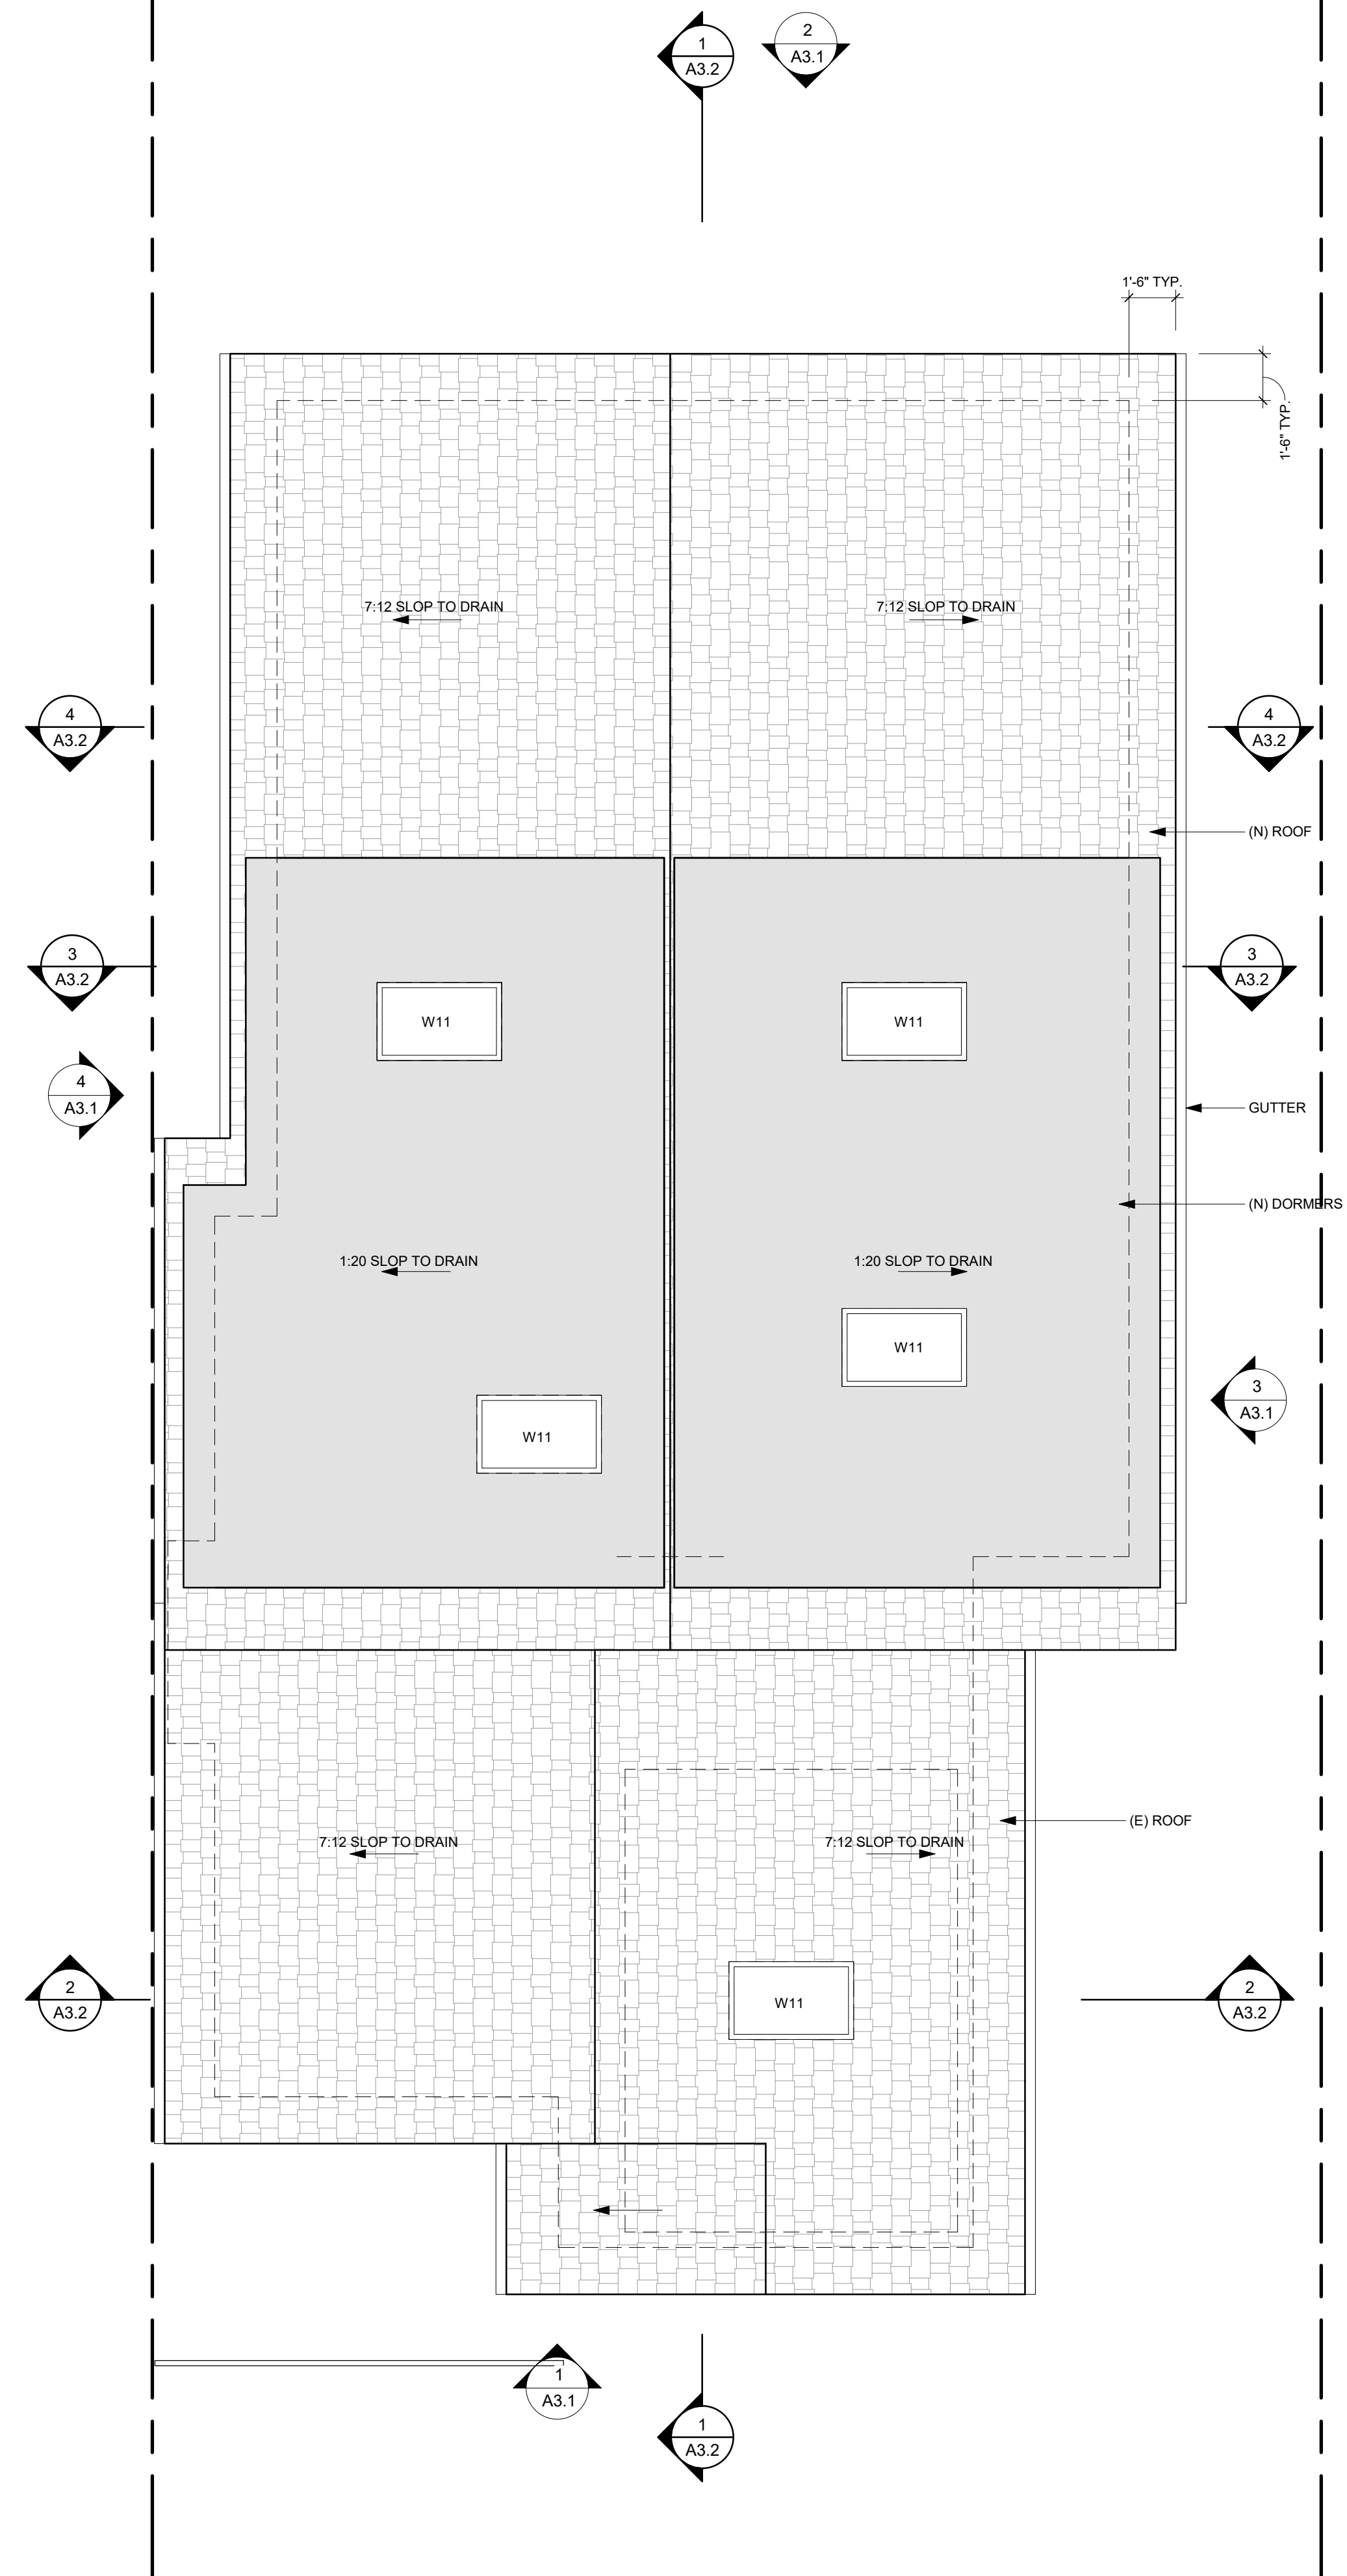 1
A3.2
2
A3.1
1'-6" TYP.
1'-6" TYP.
7:12 SLOP TO DRAIN
7:12 SLOP TO DRAIN
4
A3.2
4
A3.2
(N) ROOF
3
A3.2
3
A3.2
W11
W11
4
A3.1
GUTTER
(N) DORMERS
1:20 SLOP TO DRAIN
1:20 SLOP TO DRAIN
W11
3
A3.1
W11
(E) ROOF
7:12 SLOP TO DRAIN
7:12 SLOP TO DRAIN
2
A3.2
W11
2
A3.2
1
A3.1
1
A3.2